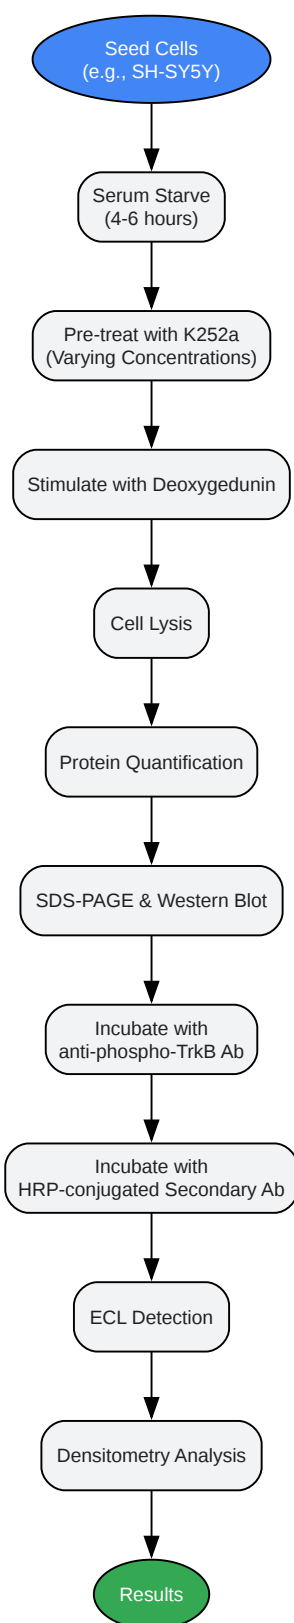 Seed Cells
(e.g., SH-SY5Y)
Serum Starve
(4-6 hours)
Pre-treat with K252a
(Varying Concentrations)
Stimulate with Deoxygedunin
Cell Lysis
Protein Quantification
SDS-PAGE & Western Blot
Incubate with
anti-phospho-TrkB Ab
Incubate with
HRP-conjugated Secondary Ab
ECL Detection
Densitometry Analysis
Results